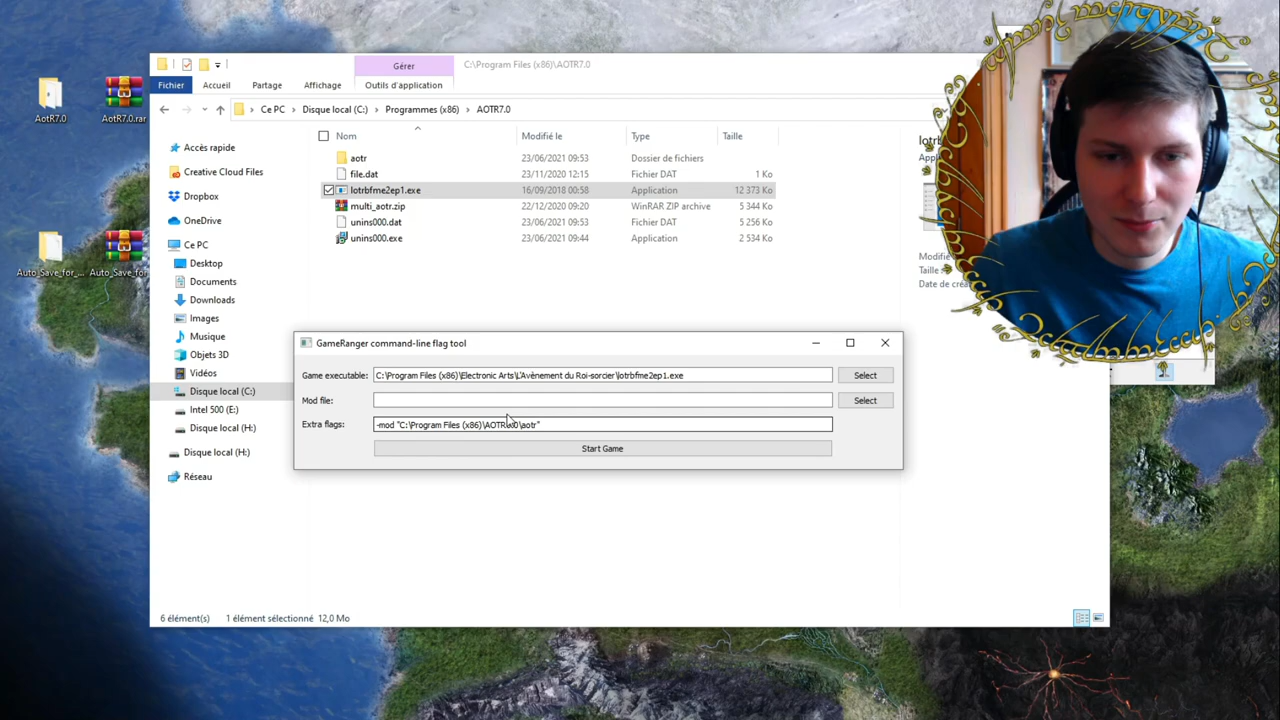 Gérer
C:\Program Files (x86)\AOTR7.0
Fichier
Accueil
Partage
Affichage
Outils d'application
Ce PC
Disque local (C:)
Programmes (x86)
AOTR7.0
AotR7.0
AotR7.0.rar
Auto_Save_for_...
Auto_Save_for
Nom
Modifié le
Type
Taille
aotr 23/06/2021 09:53 Dossier de fichiers
file.dat 23/11/2020 12:15 Fichier DAT 1 Ko
lotrbfme2ep1.exe 16/09/2018 00:58 Application 12 373 Ko
multi_aotr.zip 22/12/2020 09:20 WinRAR ZIP archive 5 344 Ko
unins000.dat 23/06/2021 09:53 Fichier DAT 5 256 Ko
unins000.exe 23/06/2021 09:44 Application 2 534 Ko
Accès rapide
Creative Cloud Files
Dropbox
OneDrive
Ce PC
Desktop
Documents
Downloads
Images
Musique
Objets 3D
Vidéos
Disque local (C:)
Intel 500 (E:)
Disque local (H:)
Disque local (H:)
Réseau
Modifié
Taille :
Date de créa
GameRanger command-line flag tool
Game executable: C:\Program Files (x86)\Electronic Arts\L'Avènement du Roi-sorcier\lotrbfme2ep1.exe Select
Mod file: Select
Extra flags: -mod "C:\Program Files (x86)\AOTR7.0\aotr"
Start Game
6 élément(s) 1 élément sélectionné 12,0 Mo